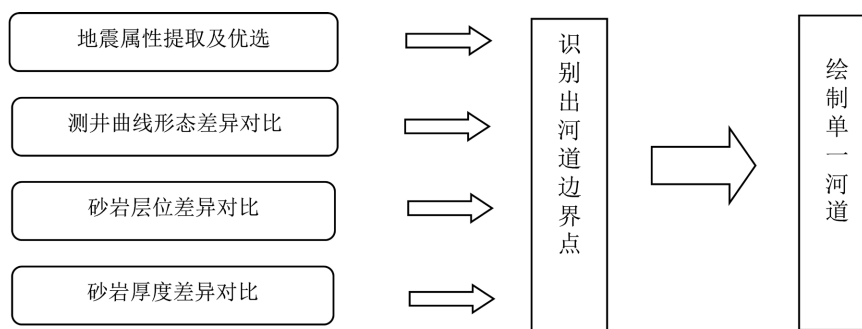 地震属性提取及优选
测井曲线形态差异对比
砂岩层位差异对比
砂岩厚度差异对比
识别出河道边界点
绘制单一河道